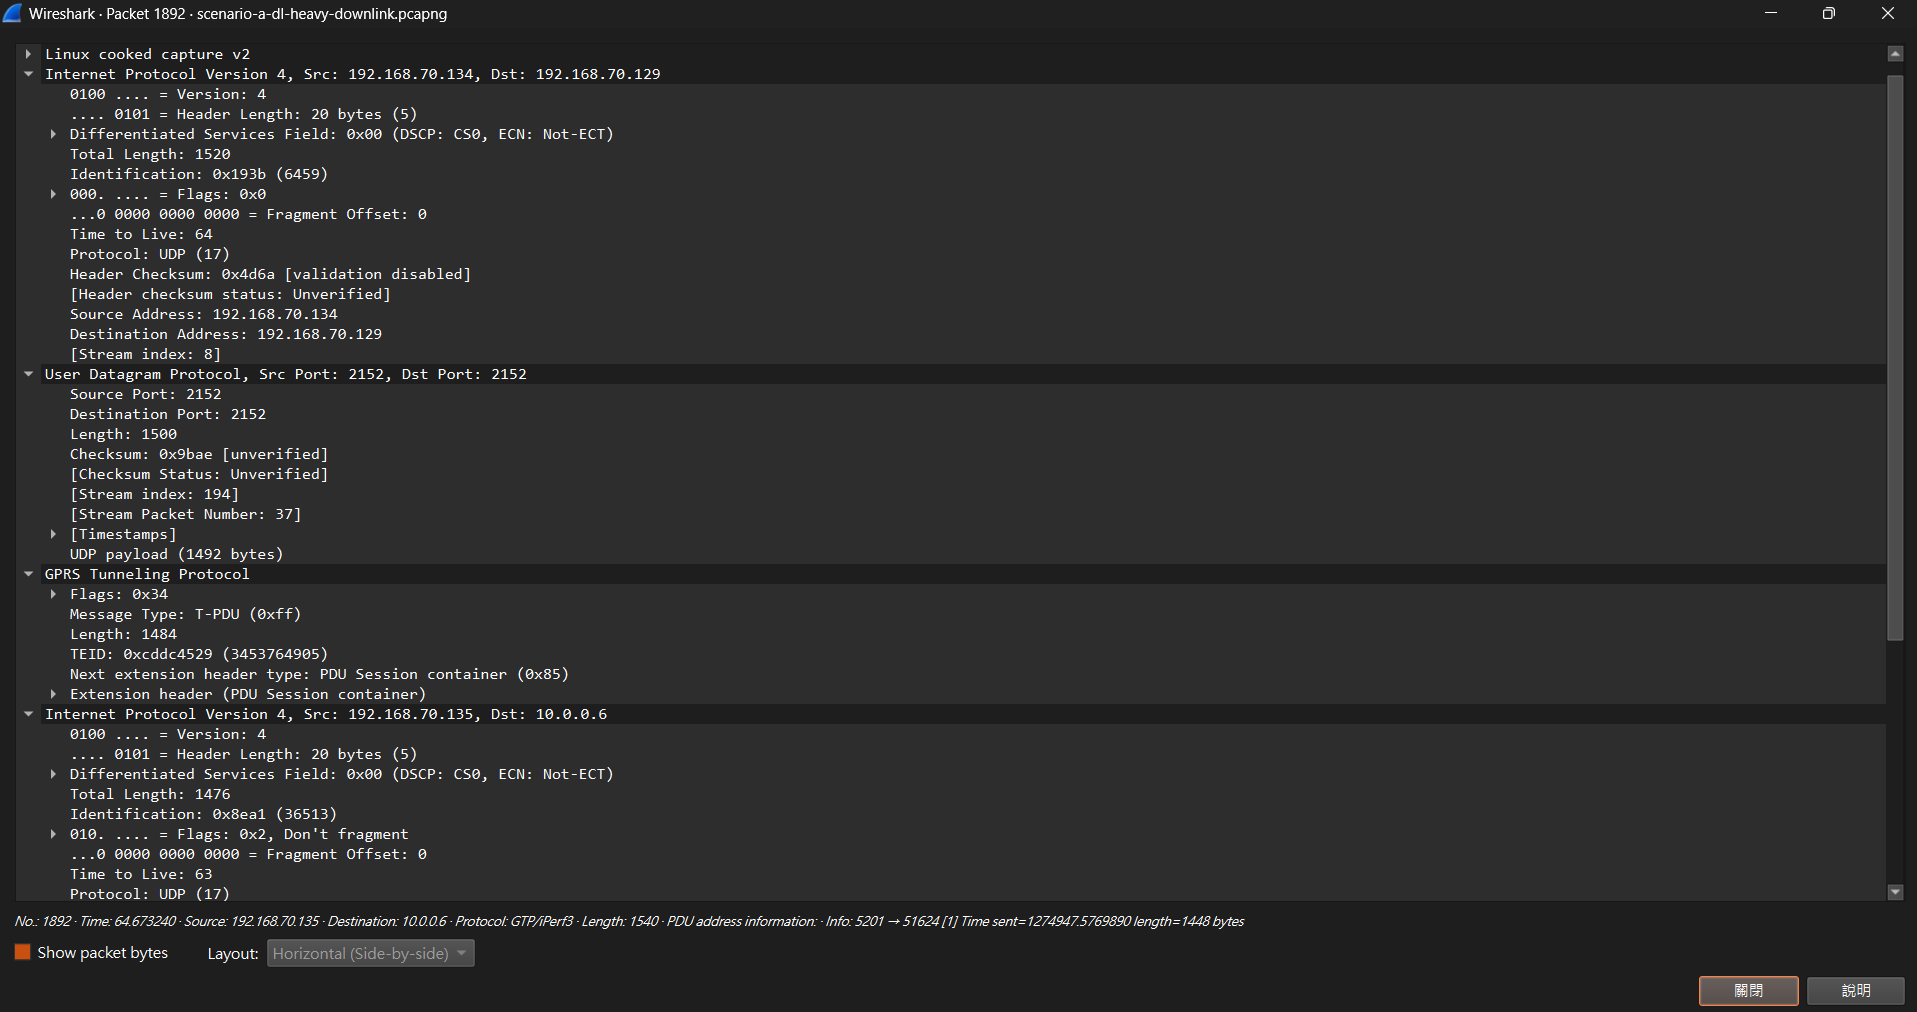 Wireshark · Packet 1892 · scenario-a-dl-heavy-downlink.pcapng
Linux cooked capture v2
Internet Protocol Version 4, Src: 192.168.70.134, Dst: 192.168.70.129
0100 .... = Version: 4
.... 0101 = Header Length: 20 bytes (5)
Differentiated Services Field: 0x00 (DSCP: CS0, ECN: Not-ECT)
Total Length: 1520
Identification: 0x193b (6459)
000. .... = Flags: 0x0
...0 0000 0000 0000 = Fragment Offset: 0
Time to Live: 64
Protocol: UDP (17)
Header Checksum: 0x4d6a [validation disabled]
[Header checksum status: Unverified]
Source Address: 192.168.70.134
Destination Address: 192.168.70.129
[Stream index: 8]
User Datagram Protocol, Src Port: 2152, Dst Port: 2152
Source Port: 2152
Destination Port: 2152
Length: 1500
Checksum: 0x9bae [unverified]
[Checksum Status: Unverified]
[Stream index: 194]
[Stream Packet Number: 37]
[Timestamps]
UDP payload (1492 bytes)
GPRS Tunneling Protocol
Flags: 0x34
Message Type: T-PDU (0xff)
Length: 1484
TEID: 0xcddc4529 (3453764905)
Next extension header type: PDU Session container (0x85)
Extension header (PDU Session container)
Internet Protocol Version 4, Src: 192.168.70.135, Dst: 10.0.0.6
0100 .... = Version: 4
.... 0101 = Header Length: 20 bytes (5)
Differentiated Services Field: 0x00 (DSCP: CS0, ECN: Not-ECT)
Total Length: 1476
Identification: 0x8ea1 (36513)
010. .... = Flags: 0x2, Don't fragment
...0 0000 0000 0000 = Fragment Offset: 0
Time to Live: 63
Protocol: UDP (17)
No.: 1892 · Time: 64.673240 · Source: 192.168.70.135 · Destination: 10.0.0.6 · Protocol: GTP/iPerf3 · Length: 1540 · PDU address information: · Info: 5201 → 51624 [1] Time sent=1274947.5769890 length=1448 bytes
Show packet bytes
Layout: Horizontal (Side-by-side)
關閉
說明